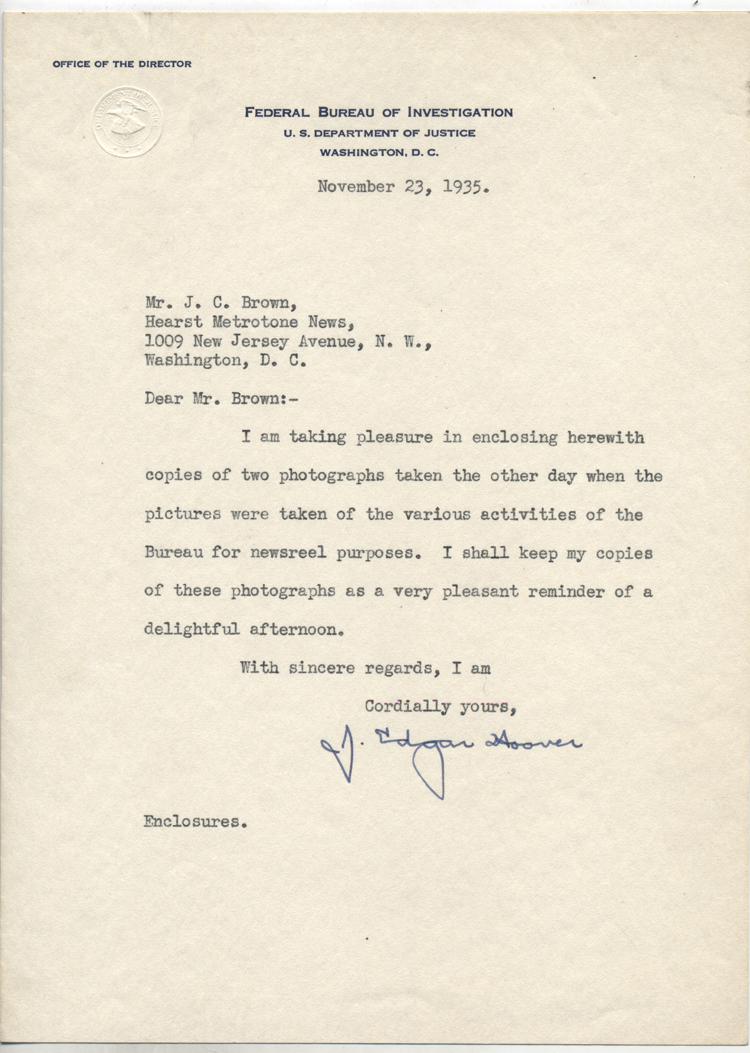 OFFICE OF THE DIRECTOR
FEDERAL BUREAU OF INVESTIGATION
U. S. DEPARTMENT OF JUSTICE
WASHINGTON, D. C.
November 23, 1935.
Mr. J. C. Brown,
Hearst Metrotone News,
1009 New Jersey Avenue, N. W.,
Washington, D. C.
Dear Mr. Brown:-
I am taking pleasure in enclosing herewith
copies of two photographs taken the other day when the
pictures were taken of the various activities of the
Bureau for newsreel purposes. I shall keep my copies
of these photographs as a very pleasant reminder of a
delightful afternoon.
With sincere regards, I am
Cordially yours,
J. Edgar Hoover
Enclosures.